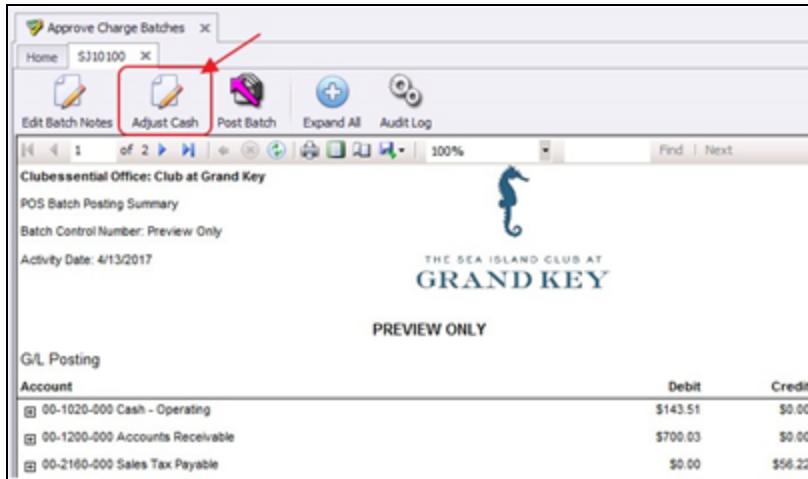 Approve Charge Batches
Home SJ10100
Edit Batch Notes Adjust Cash Post Batch Expand All Audit Log
1 of 2 100% Find | Next
Clubessential Office: Club at Grand Key
POS Batch Posting Summary
Batch Control Number: Preview Only
Activity Date: 4/13/2017
THE SEA ISLAND CLUB AT
GRAND KEY
PREVIEW ONLY
G/L Posting
Account Debit Credit
00-1020-000 Cash - Operating $143.51 $0.00
00-1200-000 Accounts Receivable $700.03 $0.00
00-2160-000 Sales Tax Payable $0.00 $56.22